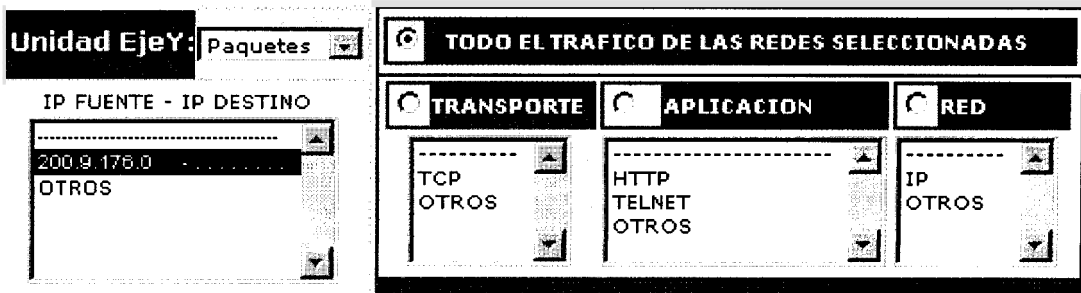 Unidad EjeY: Paquetes
IP FUENTE - IP DESTINO
----------------------------------
200.9.176.0 - . . . . . . . .
OTROS
TODO EL TRAFICO DE LAS REDES SELECCIONADAS
TRANSPORTE
----------
TCP
OTROS
APLICACION
--------------------------
HTTP
TELNET
OTROS
RED
----------
IP
OTROS